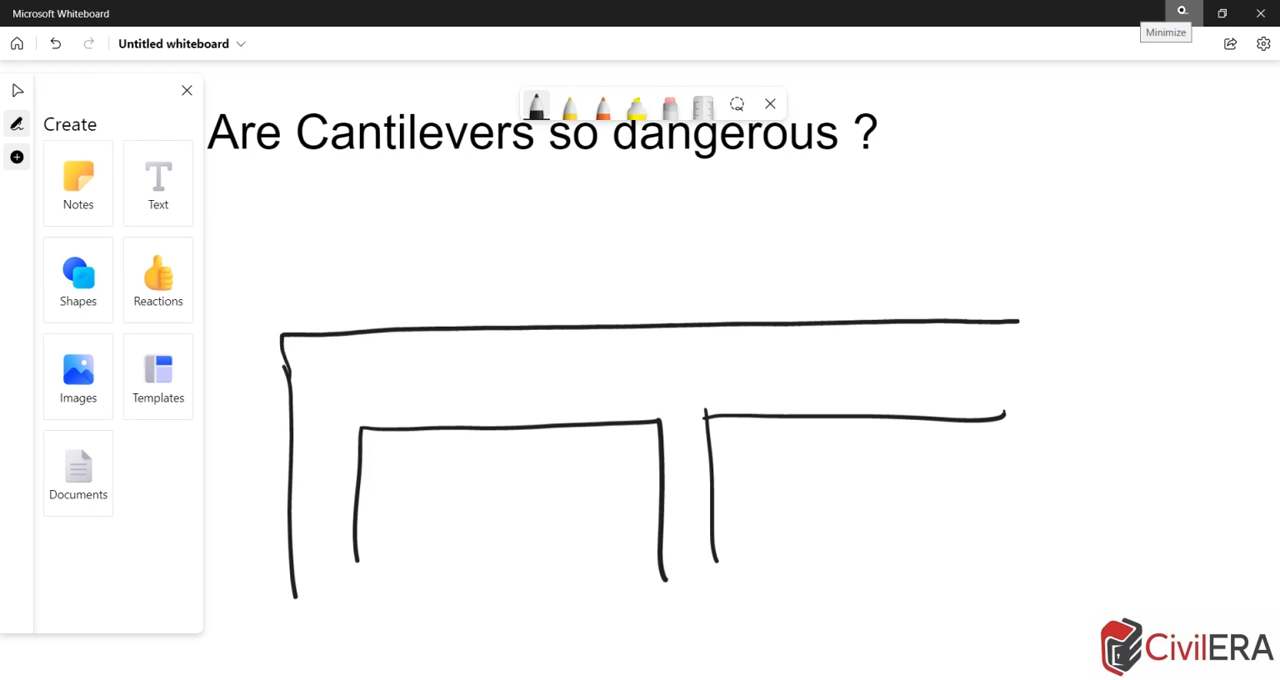 Microsoft Whiteboard
Minimize
Untitled whiteboard
Create
Are Cantilevers so dangerous ?
Notes
Text
Shapes
Reactions
Images
Templates
Documents
CivilERA